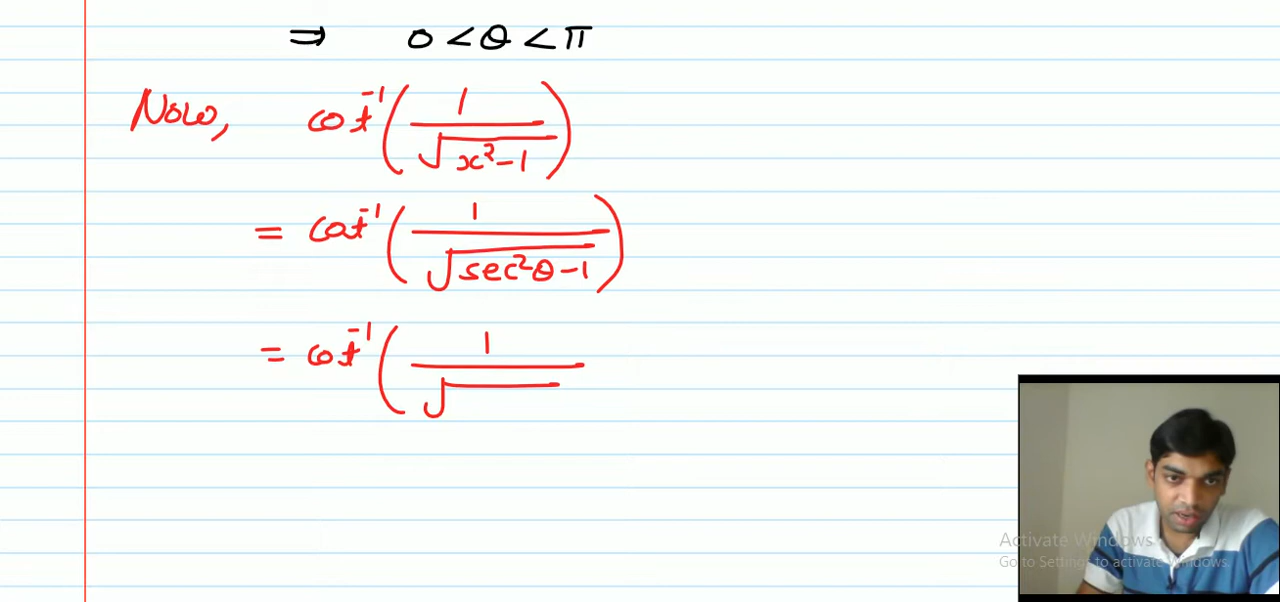 ⇒ 0 < θ < π
Now, cot⁻¹(1/√(x²-1))
= cot⁻¹(1/√(sec²θ-1))
= cot⁻¹(1/√
Activate Windows
Go to Settings to activate Windows.